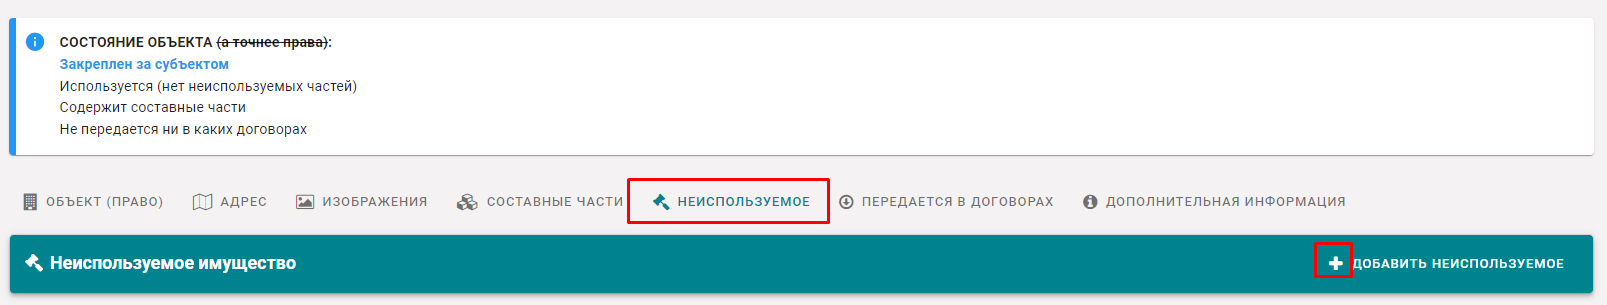 СОСТОЯНИЕ ОБЪЕКТА (а точнее права):
Закреплен за субъектом
Используется (нет неиспользуемых частей)
Содержит составные части
Не передается ни в каких договорах
ОБЪЕКТ (ПРАВО) АДРЕС ИЗОБРАЖЕНИЯ СОСТАВНЫЕ ЧАСТИ НЕИСПОЛЬЗУЕМОЕ ПЕРЕДАЕТСЯ В ДОГОВОРАХ ДОПОЛНИТЕЛЬНАЯ ИНФОРМАЦИЯ
Неиспользуемое имущество ДОБАВИТЬ НЕИСПОЛЬЗУЕМОЕ